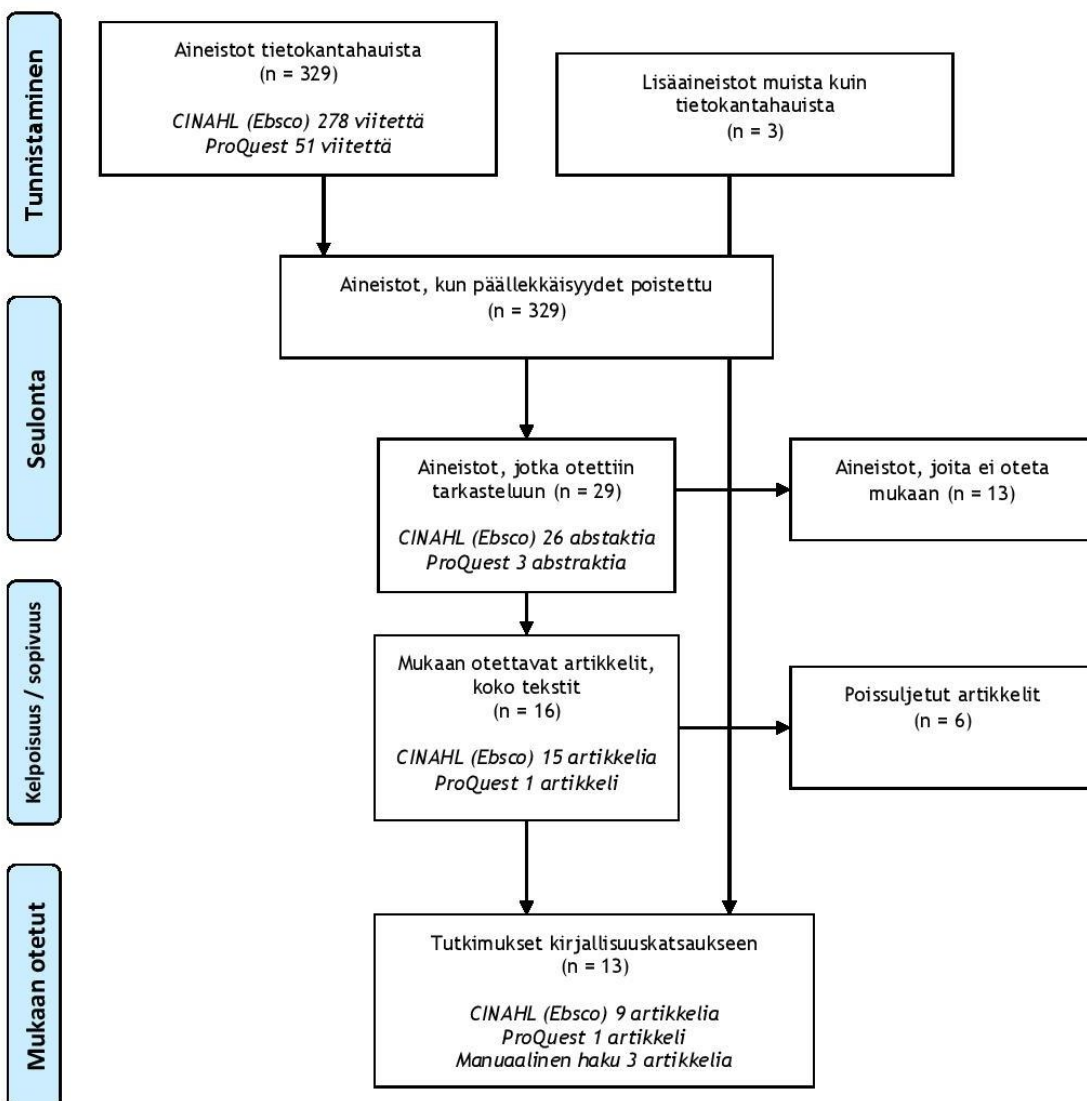 Tunnistaminen
Aineistot tietokantahauista
(n = 329)
CINAHL (Ebsco) 278 viitettä
ProQuest 51 viitettä
Lisäaineistot muista kuin
tietokantahauista
(n = 3)
Aineistot, kun päällekkäisyydet poistettu
(n = 329)
Seulonta
Aineistot, jotka otettiin
tarkasteluun (n = 29)
CINAHL (Ebsco) 26 abstaktia
ProQuest 3 abstraktia
Aineistot, joita ei oteta
mukaan (n = 13)
Kelpoisuus / sopivuus
Mukaan otettavat artikkelit,
koko tekstit
(n = 16)
CINAHL (Ebsco) 15 artikkelia
ProQuest 1 artikkeli
Poissuljetut artikkelit
(n = 6)
Mukaan otetut
Tutkimukset kirjallisuuskatsaukseen
(n = 13)
CINAHL (Ebsco) 9 artikkelia
ProQuest 1 artikkeli
Manuaalinen haku 3 artikkelia